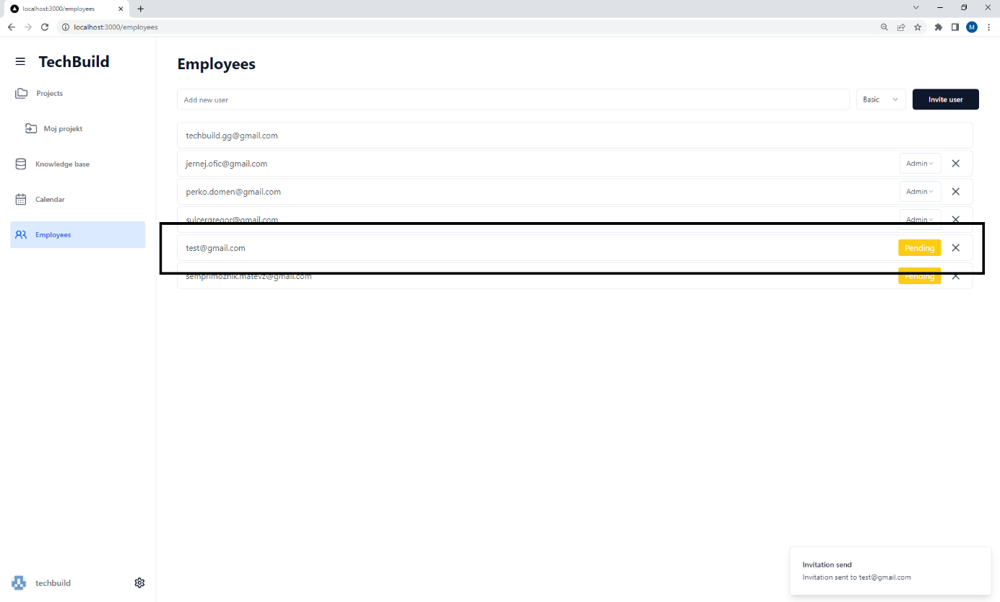 localhost:3000/employees
localhost:3000/employees
M
TechBuild
Projects
Moj projekt
Knowledge base
Calendar
Employees
techbuild
Employees
Add new user
Basic
Invite user
techbuild.gg@gmail.com
jernej.ofic@gmail.com
Admin
perko.domen@gmail.com
Admin
sulcergregor@gmail.com
Admin
test@gmail.com
Pending
semprimoznik.matevz@gmail.com
Pending
Invitation send
Invitation sent to test@gmail.com